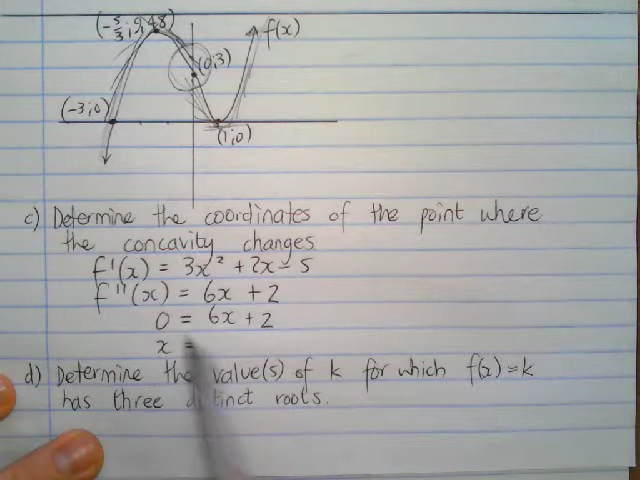 (-5/3; 9,48)
f(x)
(0;3)
(-3;0)
(1;0)
c) Determine the coordinates of the point where
the concavity changes
f'(x) = 3x² + 2x - 5
f''(x) = 6x + 2
0 = 6x + 2
x =
d) Determine the value(s) of k for which f(x) = k
has three distinct roots.